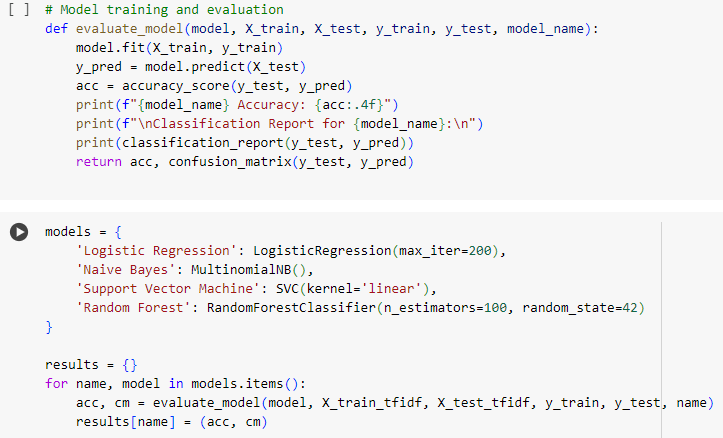 [ ] # Model training and evaluation
def evaluate_model(model, X_train, X_test, y_train, y_test, model_name):
    model.fit(X_train, y_train)
    y_pred = model.predict(X_test)
    acc = accuracy_score(y_test, y_pred)
    print(f"{model_name} Accuracy: {acc:.4f}")
    print(f"\nClassification Report for {model_name}:\n")
    print(classification_report(y_test, y_pred))
    return acc, confusion_matrix(y_test, y_pred)
models = {
    'Logistic Regression': LogisticRegression(max_iter=200),
    'Naive Bayes': MultinomialNB(),
    'Support Vector Machine': SVC(kernel='linear'),
    'Random Forest': RandomForestClassifier(n_estimators=100, random_state=42)
}
results = {}
for name, model in models.items():
    acc, cm = evaluate_model(model, X_train_tfidf, X_test_tfidf, y_train, y_test, name)
    results[name] = (acc, cm)